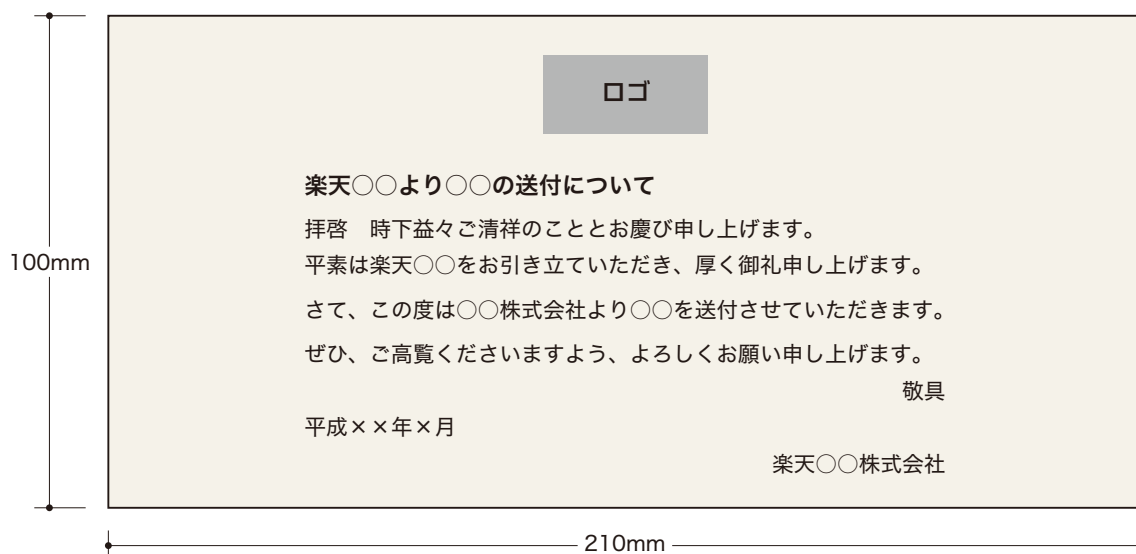 ロゴ
楽天○○より○○の送付について
拝啓　時下益々ご清祥のこととお慶び申し上げます。
平素は楽天○○をお引き立ていただき、厚く御礼申し上げます。
さて、この度は○○株式会社より○○を送付させていただきます。
ぜひ、ご高覧くださいますよう、よろしくお願い申し上げます。
敬具
平成××年×月
楽天○○株式会社
100mm
210mm